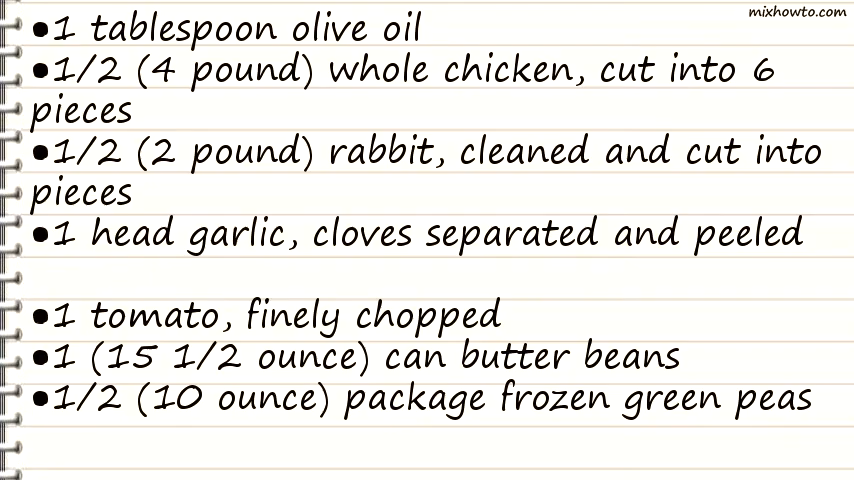 mixhowto.com
●1 tablespoon olive oil
●1/2 (4 pound) whole chicken, cut into 6
pieces
●1/2 (2 pound) rabbit, cleaned and cut into
pieces
●1 head garlic, cloves separated and peeled
●1 tomato, finely chopped
●1 (15 1/2 ounce) can butter beans
●1/2 (10 ounce) package frozen green peas